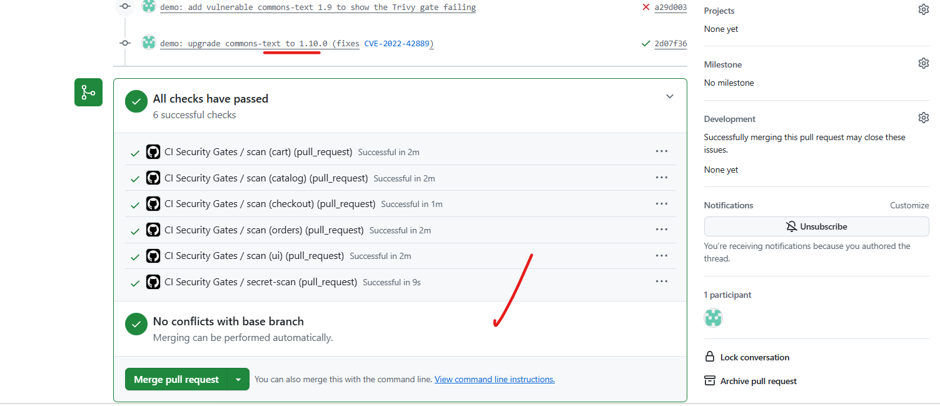 demo: add vulnerable commons-text 1.9 to show the Trivy gate failing a29d003
demo: upgrade commons-text to 1.10.0 (fixes CVE-2022-42889) 2d07f36
All checks have passed
6 successful checks
CI Security Gates / scan (cart) (pull_request) Successful in 2m
CI Security Gates / scan (catalog) (pull_request) Successful in 2m
CI Security Gates / scan (checkout) (pull_request) Successful in 1m
CI Security Gates / scan (orders) (pull_request) Successful in 2m
CI Security Gates / scan (ui) (pull_request) Successful in 2m
CI Security Gates / secret-scan (pull_request) Successful in 9s
No conflicts with base branch
Merging can be performed automatically.
Merge pull request You can also merge this with the command line. View command line instructions.
Projects
None yet
Milestone
No milestone
Development
Successfully merging this pull request may close these
issues.
None yet
Notifications Customize
Unsubscribe
You're receiving notifications because you authored the
thread.
1 participant
Lock conversation
Archive pull request